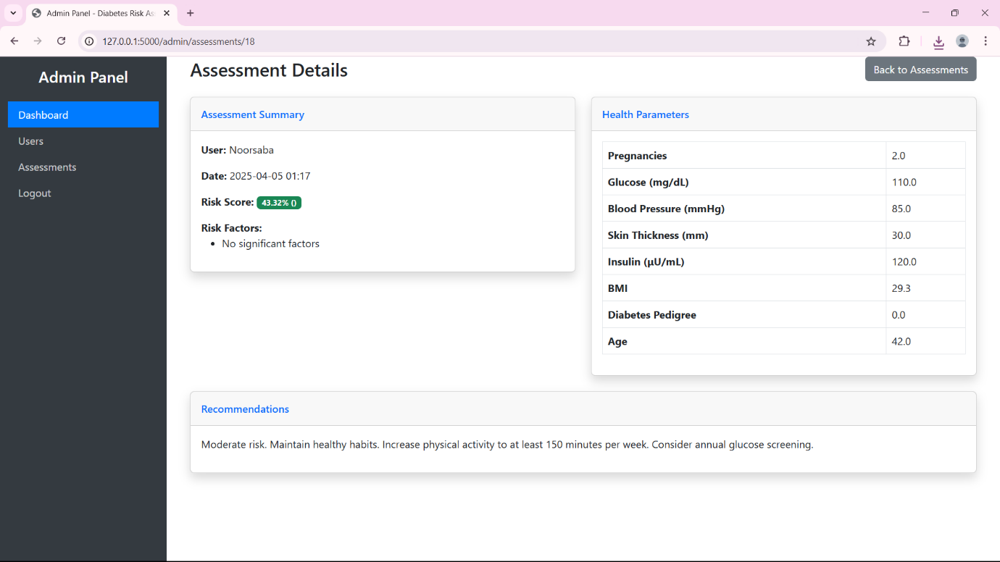 Admin Panel - Diabetes Risk As
127.0.0.1:5000/admin/assessments/18
Admin Panel
Dashboard
Users
Assessments
Logout
Assessment Details
Back to Assessments
Assessment Summary
User: Noorsaba
Date: 2025-04-05 01:17
Risk Score: 43.32% ()
Risk Factors:
• No significant factors
Health Parameters
Pregnancies 2.0
Glucose (mg/dL) 110.0
Blood Pressure (mmHg) 85.0
Skin Thickness (mm) 30.0
Insulin (µU/mL) 120.0
BMI 29.3
Diabetes Pedigree 0.0
Age 42.0
Recommendations
Moderate risk. Maintain healthy habits. Increase physical activity to at least 150 minutes per week. Consider annual glucose screening.